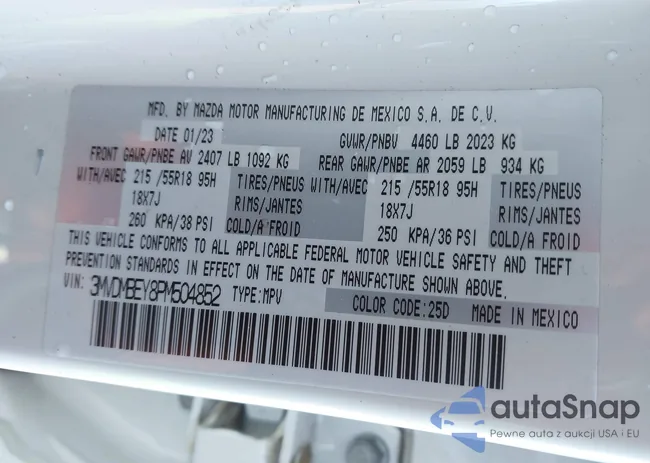 MFD. BY MAZDA MOTOR MANUFACTURING DE MEXICO S.A. DE C.V.
DATE 01/23 GVWR/PNBV 4460 LB 2023 KG
FRONT GAWR/PNBE AV 2407 LB 1092 KG REAR GAWR/PNBE AR 2059 LB 934 KG
WITH/AVEC 215 /55R18 95H TIRES/PNEUS WITH/AVEC 215 /55R18 95H TIRES/PNEUS
18X7J RIMS/JANTES 18X7J RIMS/JANTES
260 KPA/38 PSI COLD/A FROID 250 KPA/36 PSI COLD/A FROID
THIS VEHICLE CONFORMS TO ALL APPLICABLE FEDERAL MOTOR VEHICLE SAFETY AND THEFT
PREVENTION STANDARDS IN EFFECT ON THE DATE OF MANUFACTURE SHOWN ABOVE.
VIN: 3MVDMBEY8PM504852 TYPE:MPV COLOR CODE:25D MADE IN MEXICO
autaSnap
Pewne auta z aukcji USA i EU